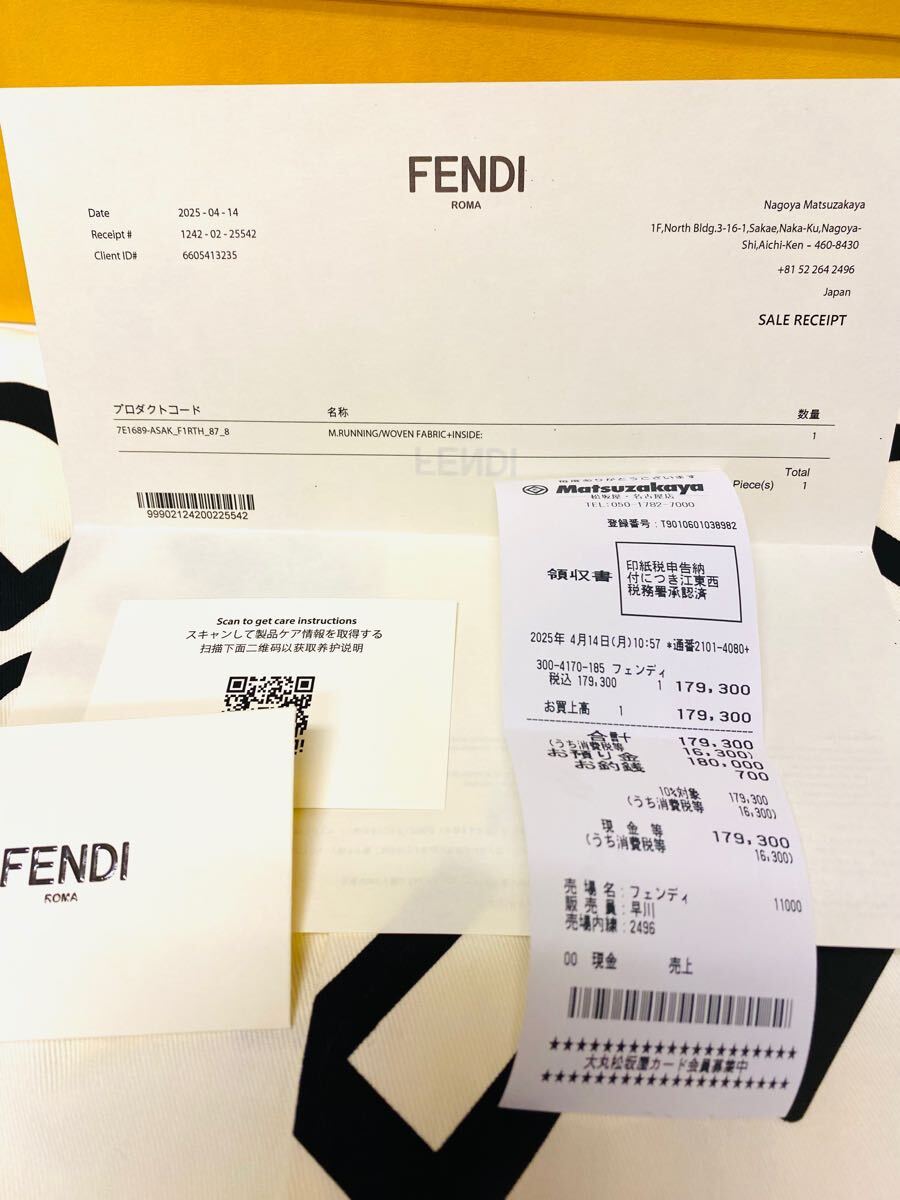 FENDI
ROMA
Date 2025 - 04 - 14
Receipt # 1242 - 02 - 25542
Client ID# 6605413235
Nagoya Matsuzakaya
1F,North Bldg.3-16-1,Sakae,Naka-Ku,Nagoya-
Shi,Aichi-Ken – 460-8430
+81 52 264 2496
Japan
SALE RECEIPT
プロダクトコード 名称 数量
7E1689-ASAK_F1RTH_87_8 M.RUNNING/WOVEN FABRIC+INSIDE: 1
Total
Piece(s) 1
99902124200225542
Scan to get care instructions
スキャンして製品ケア情報を取得する
扫描下面二维码以获取养护说明
FENDI
ROMA
毎度ありがとうございます
Matsuzakaya
松坂屋・名古屋店
TEL:050-1782-7000
登録番号:T9010601038982
領収書
印紙税申告納
付につき江東西
税務署承認済
2025年 4月14日(月)10:57 *通番2101-4080+
300-4170-185 フェンディ
税込 179,300 1 179,300
お買上高 1 179,300
合計 179,300
(うち消費税等 16,300)
お預り金 180,000
お釣銭 700
10%対象 179,300
(うち消費税等 16,300)
現 金 等 179,300
(うち消費税等 16,300)
売 場 名:フェンディ
販 売 員:早川 11000
売場内線:2496
00 現金 売上
★★★★★★★★★★★★★★★★★★★★
大丸松坂屋カード会員募集中
★★★★★★★★★★★★★★★★★★★★